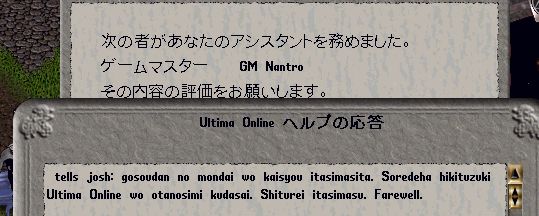 次の者があなたのアシスタントを務めました。
ゲームマスター GM Nantro
その内容の評価をお願いします。
Ultima Online ヘルプの応答
tells josh: gosoudan no mondai wo kaisyou itasimasita. Soredeha hikituzuki
Ultima Online wo otanosimi kudasai. Shiturei itasimasu. Farewell.